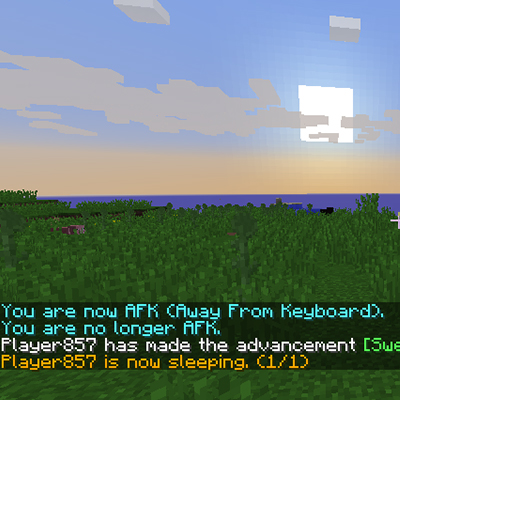 You are now AFK (Away From Keyboard).
You are no longer AFK.
Player857 has made the advancement [Swe
Player857 is now sleeping. (1/1)